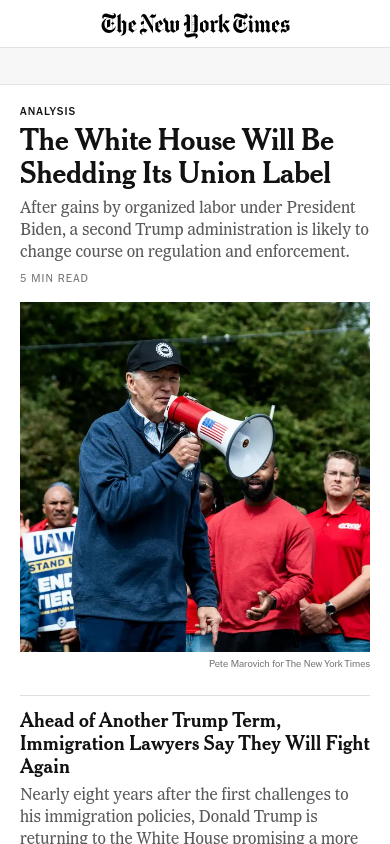 The New York Times
ANALYSIS
The White House Will Be
Shedding Its Union Label
After gains by organized labor under President
Biden, a second Trump administration is likely to
change course on regulation and enforcement.
5 MIN READ
UAW
STAND U
END
TIER
Pete Marovich for The New York Times
Ahead of Another Trump Term,
Immigration Lawyers Say They Will Fight
Again
Nearly eight years after the first challenges to
his immigration policies, Donald Trump is
returning to the White House promising a more